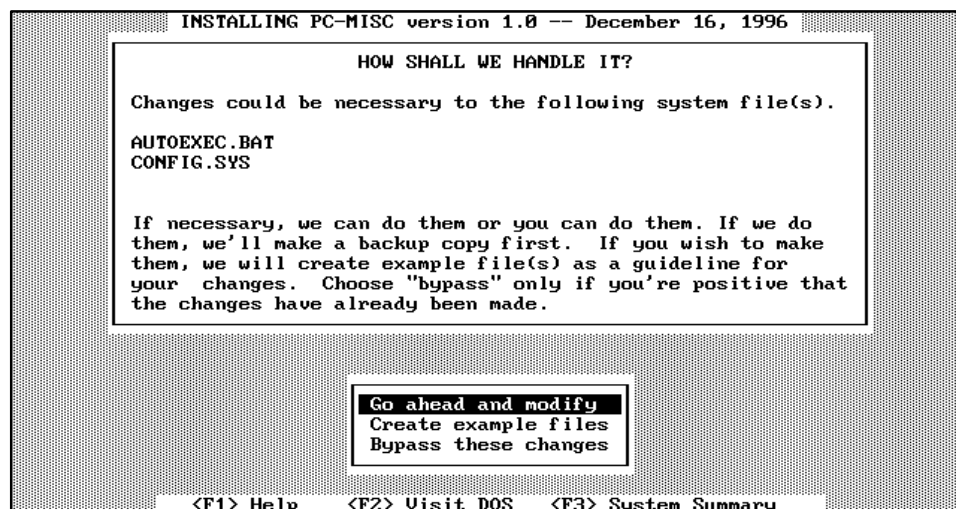 INSTALLING PC-MISC version 1.0 -- December 16, 1996
HOW SHALL WE HANDLE IT?
Changes could be necessary to the following system file(s).
AUTOEXEC.BAT
CONFIG.SYS
If necessary, we can do them or you can do them. If we do
them, we'll make a backup copy first.  If you wish to make
them, we will create example file(s) as a guideline for
your  changes.  Choose "bypass" only if you're positive that
the changes have already been made.
Go ahead and modify
Create example files
Bypass these changes
<F1> Help    <F2> Visit DOS   <F3> System Summary